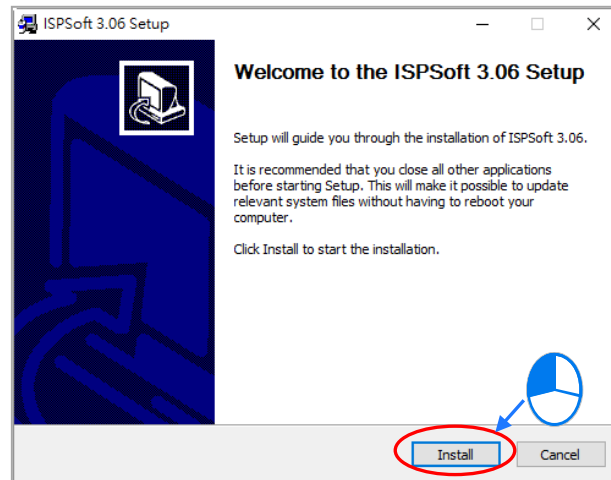 ISPSoft 3.06 Setup
Welcome to the ISPSoft 3.06 Setup
Setup will guide you through the installation of ISPSoft 3.06.
It is recommended that you close all other applications
before starting Setup. This will make it possible to update
relevant system files without having to reboot your
computer.
Click Install to start the installation.
Install
Cancel